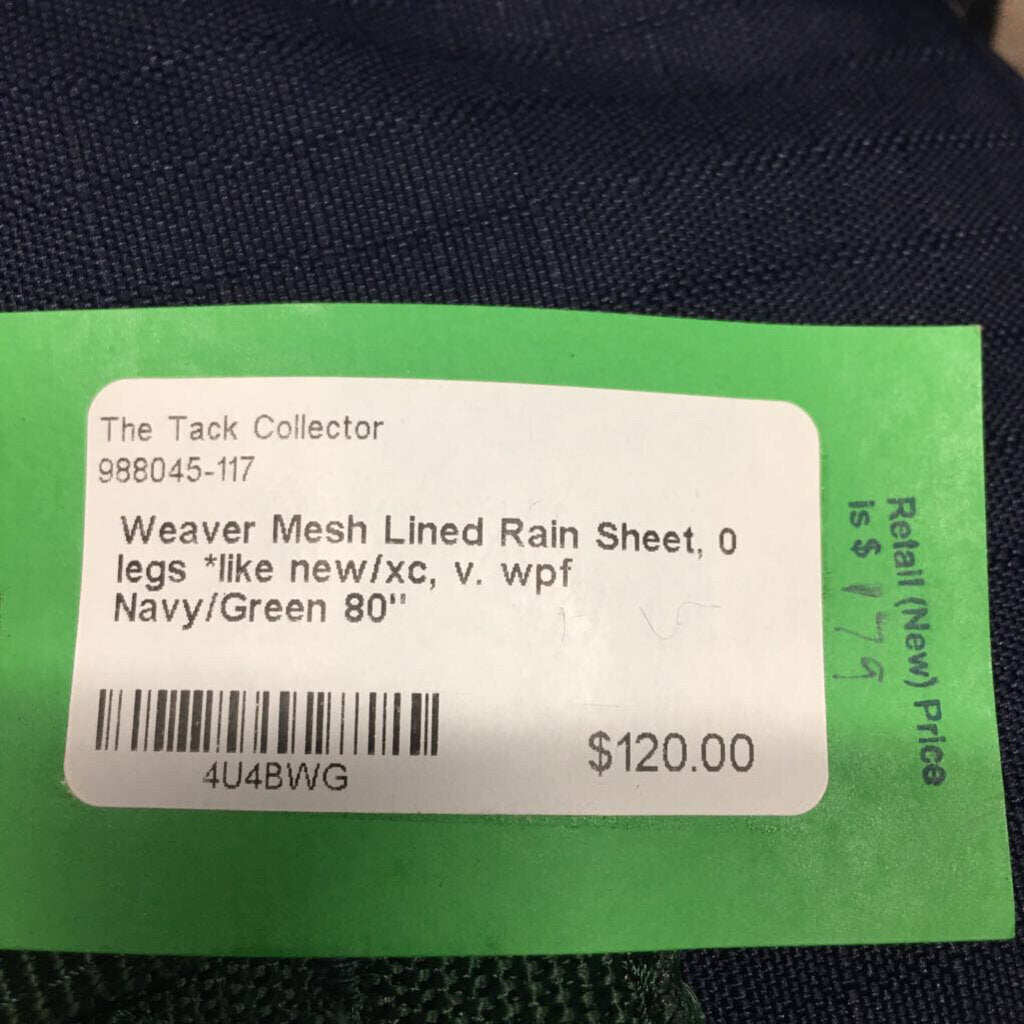 The Tack Collector
988045-117
Weaver Mesh Lined Rain Sheet, 0
legs *like new/xc, v. wpf
Navy/Green 80"
4U4BWG
$120.00
Retail (New) Price
is $ 179